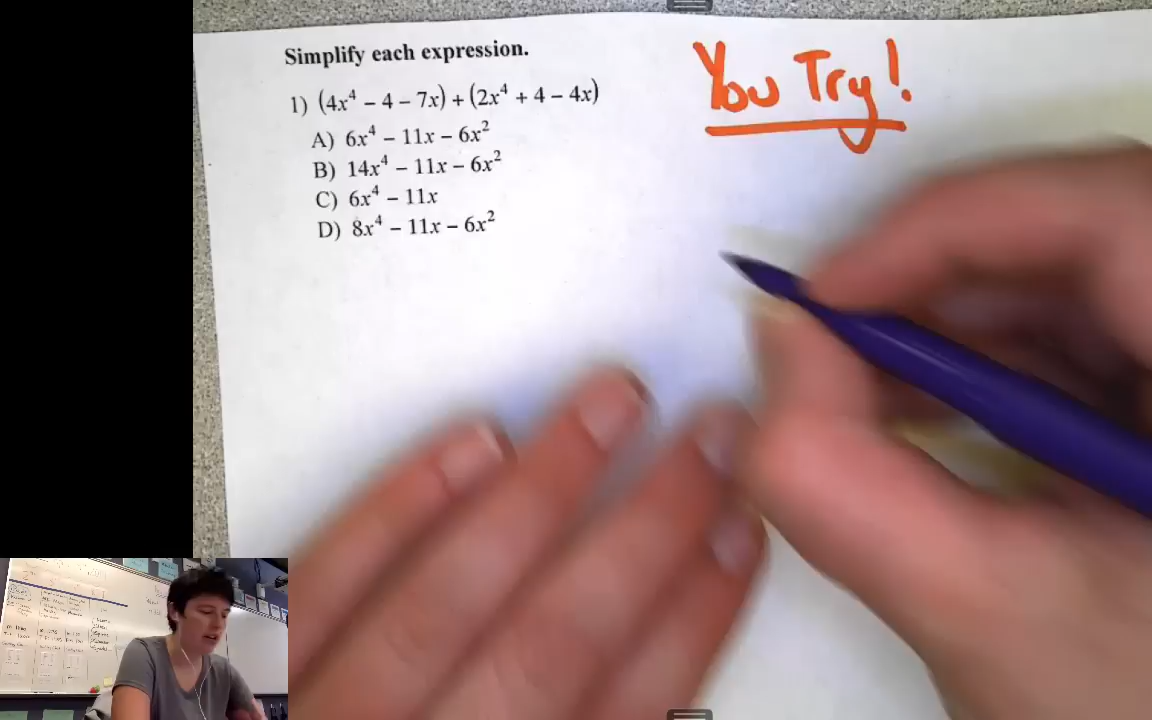 Simplify each expression.
You Try!
1) (4x⁴ − 4 − 7x) + (2x⁴ + 4 − 4x)
A) 6x⁴ − 11x − 6x²
B) 14x⁴ − 11x − 6x²
C) 6x⁴ − 11x
D) 8x⁴ − 11x − 6x²